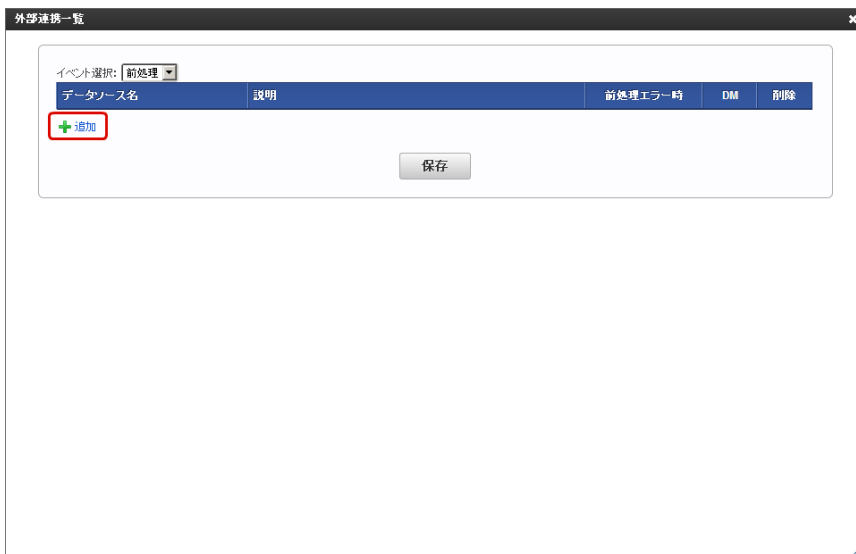 外部連携一覧
イベント選択: 前処理
データソース名 説明 前処理エラー時 DM 削除
追加
保存